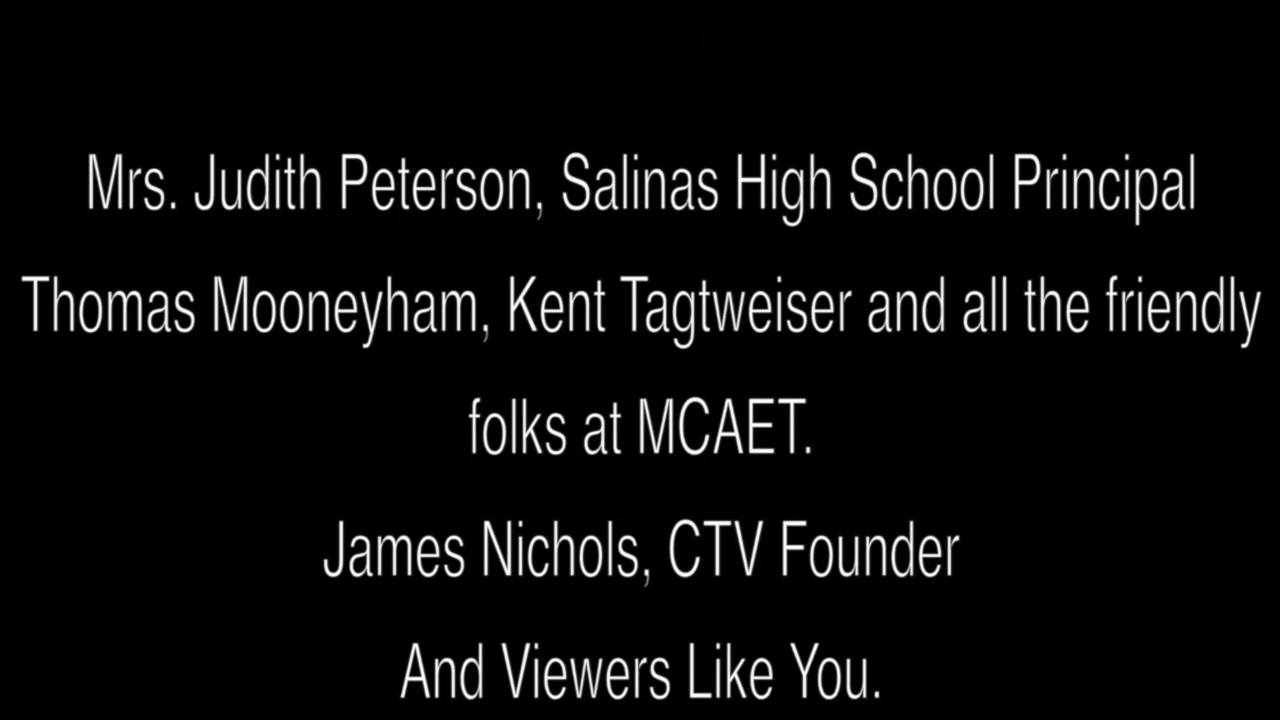 Mrs. Judith Peterson, Salinas High School Principal
Thomas Mooneyham, Kent Tagtweiser and all the friendly
folks at MCAET.
James Nichols, CTV Founder
And Viewers Like You.